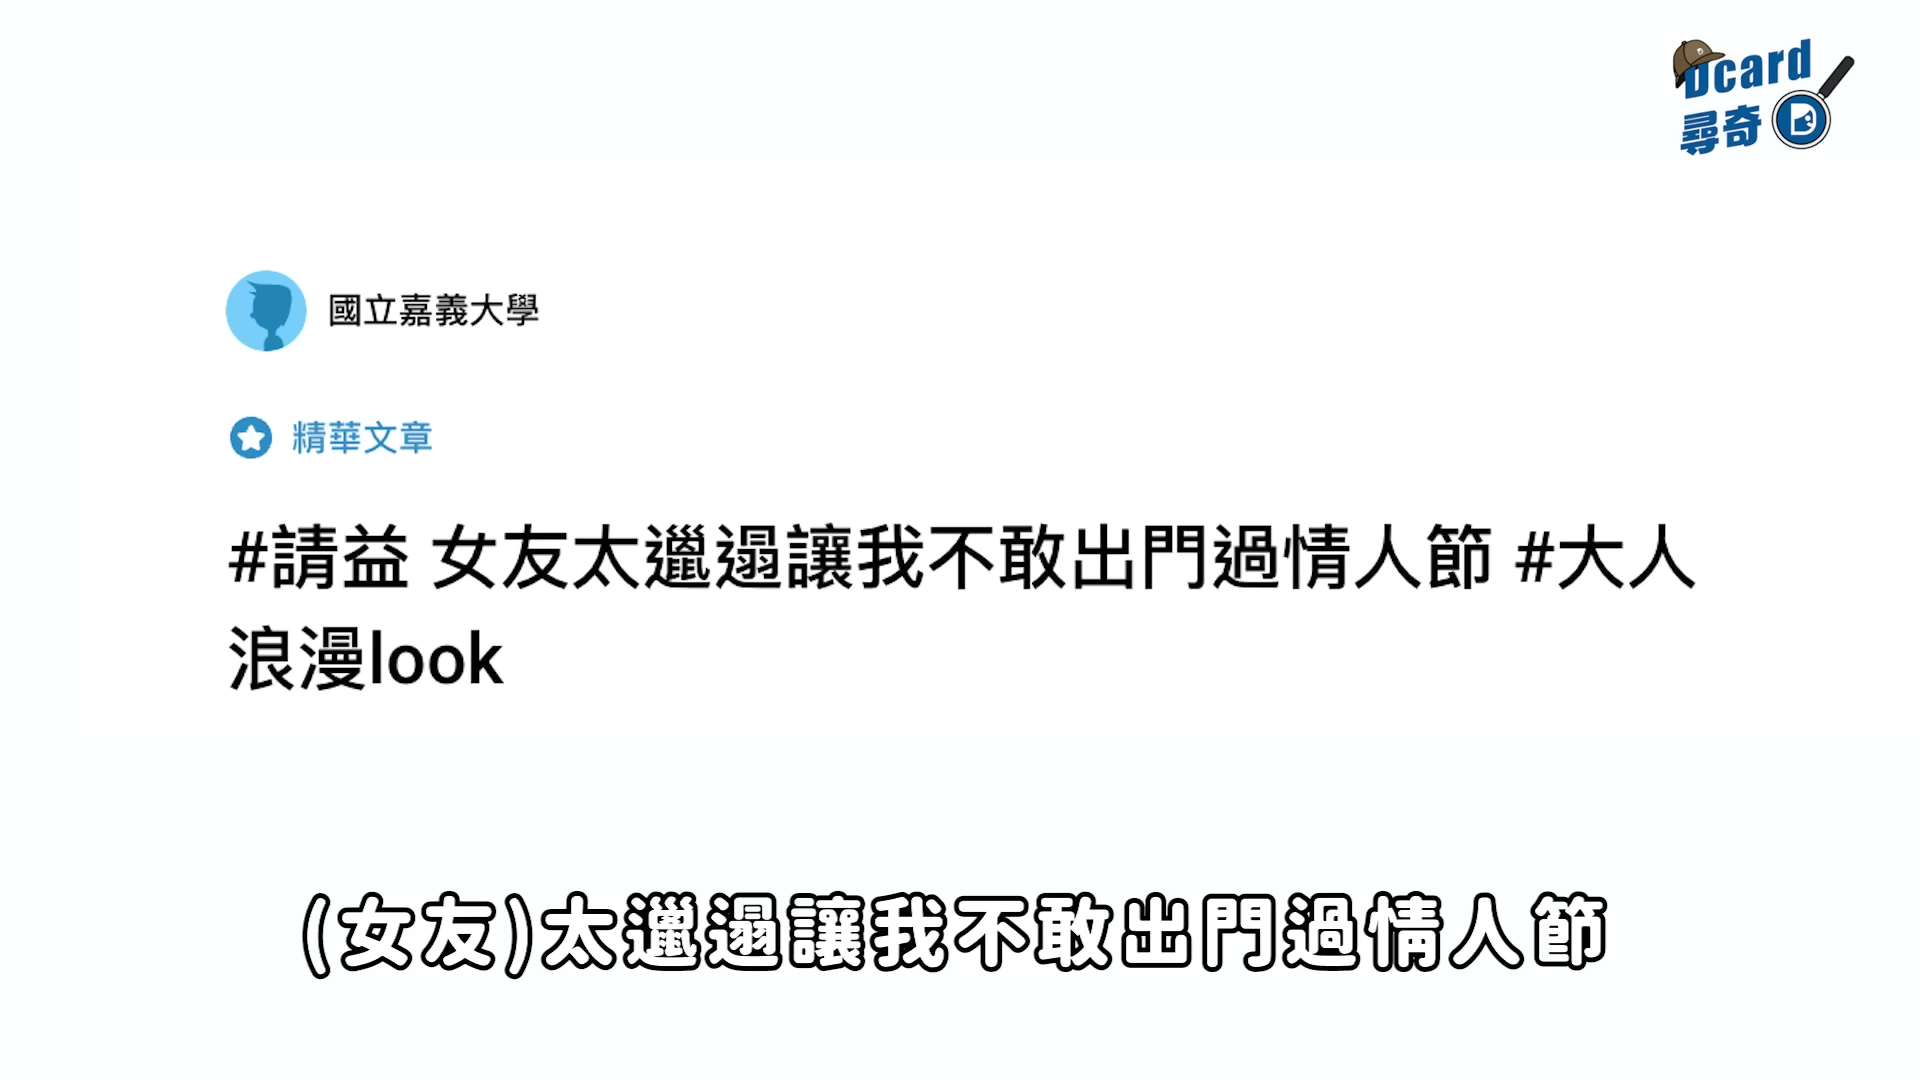 Dcard
尋奇
國立嘉義大學
精華文章
#請益 女友太邋遢讓我不敢出門過情人節 #大人
浪漫look
(女友)太邋遢讓我不敢出門過情人節